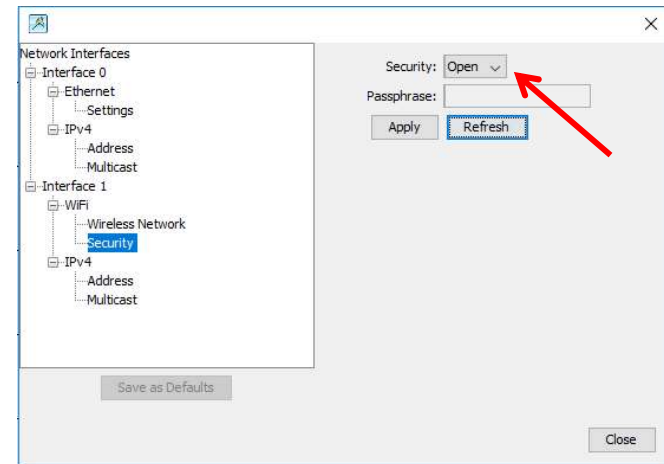 Network Interfaces
Interface 0
Ethernet
Settings
IPv4
Address
Multicast
Interface 1
WiFi
Wireless Network
Security
IPv4
Address
Multicast
Save as Defaults
Security: Open
Passphrase:
Apply Refresh
Close